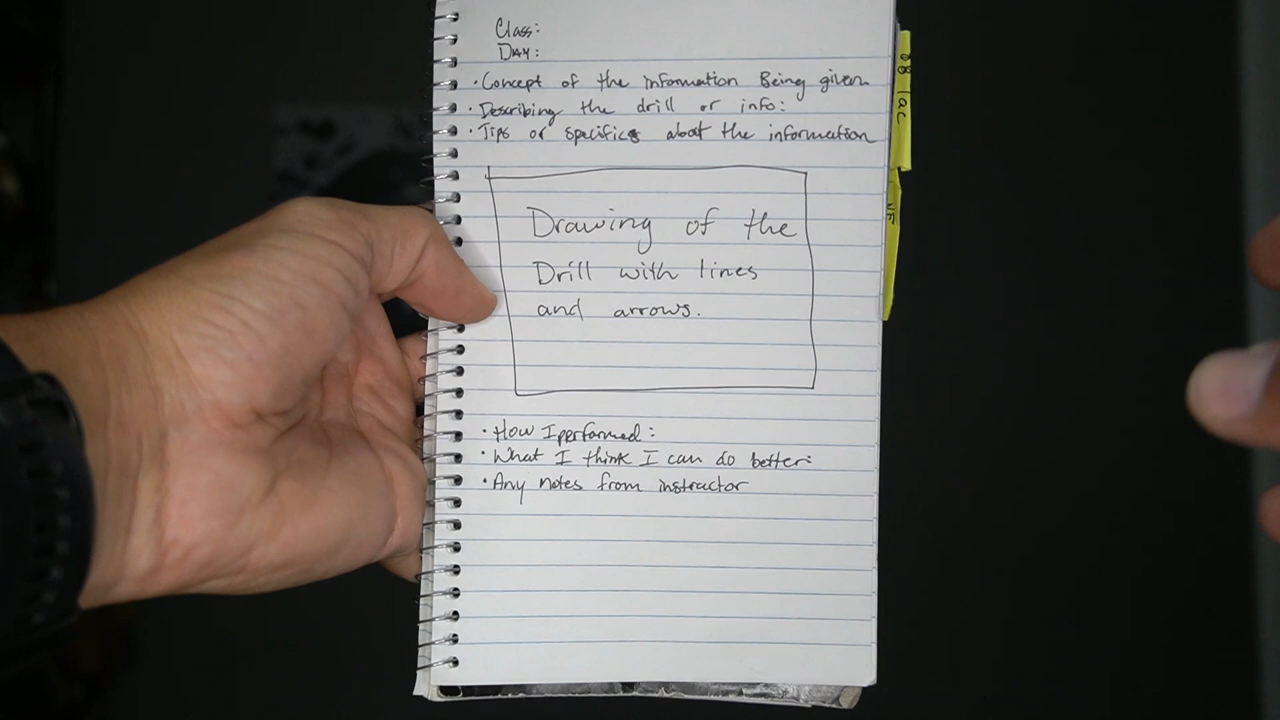 Class:
DAY:
• Concept of the information Being given
• Describing the drill or info:
• Tips or specifics about the information
Drawing of the
Drill with lines
and arrows.
• How I performed:
• What I think I can do better:
• Any notes from instructor